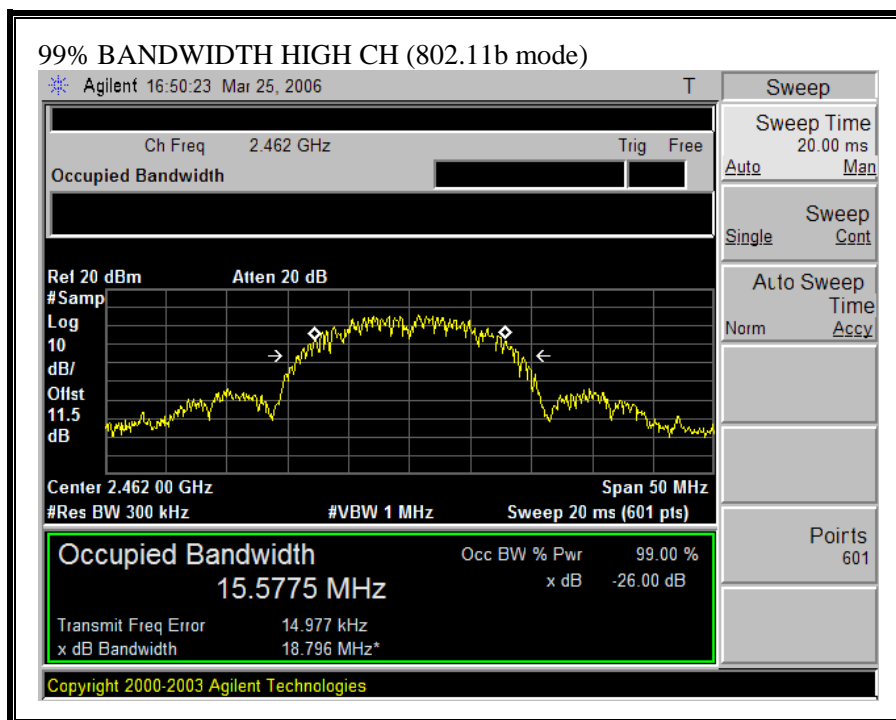 99% BANDWIDTH HIGH CH (802.11b mode)
Agilent 16:50:23 Mar 25, 2006 T
Sweep
Ch Freq 2.462 GHz Trig Free
Occupied Bandwidth
Sweep Time
20.00 ms
Auto Man
Sweep
Single Cont
Auto Sweep
Time
Norm Accy
Points
601
Ref 20 dBm Atten 20 dB
#Samp
Log
10
dB/
Offst
11.5
dB
Center 2.462 00 GHz Span 50 MHz
#Res BW 300 kHz #VBW 1 MHz Sweep 20 ms (601 pts)
Occupied Bandwidth
15.5775 MHz
Occ BW % Pwr 99.00 %
x dB -26.00 dB
Transmit Freq Error 14.977 kHz
x dB Bandwidth 18.796 MHz*
Copyright 2000-2003 Agilent Technologies